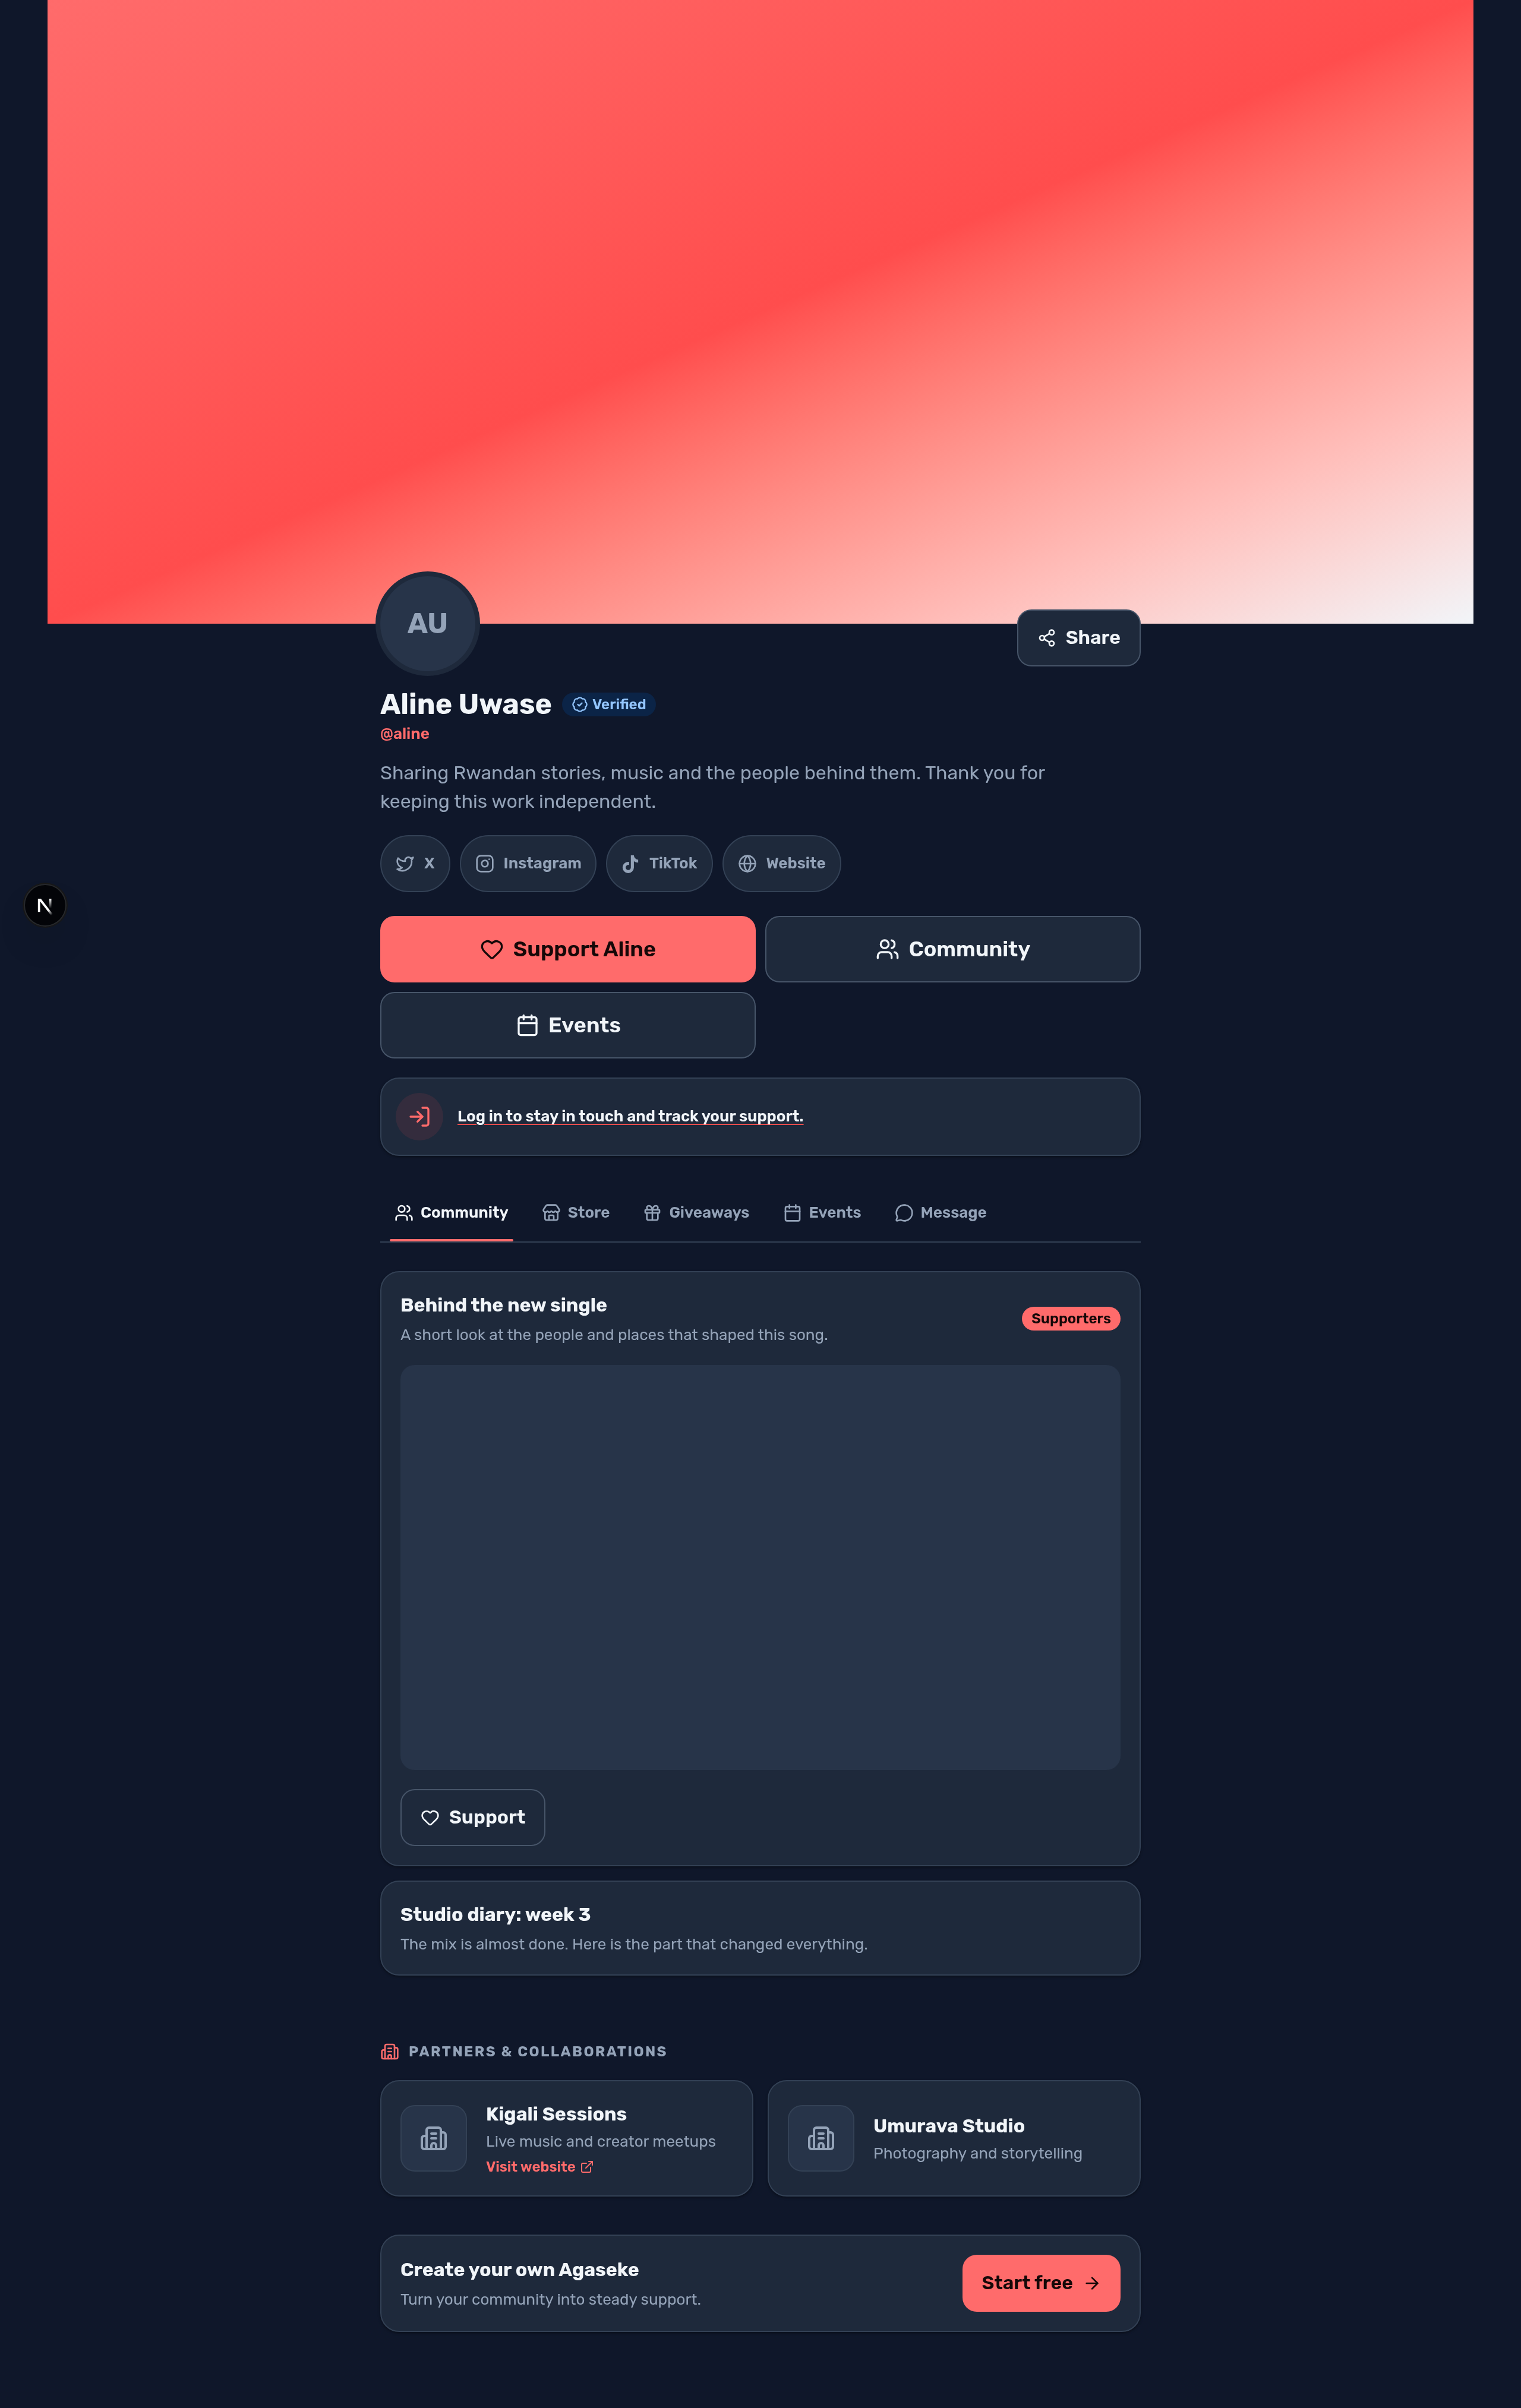 AU
Share
Aline Uwase
Verified
@aline
Sharing Rwandan stories, music and the people behind them. Thank you for
keeping this work independent.
X
Instagram
TikTok
Website
N
Support Aline
Community
Events
Log in to stay in touch and track your support.
Community
Store
Giveaways
Events
Message
Behind the new single
A short look at the people and places that shaped this song.
Supporters
Support
Studio diary: week 3
The mix is almost done. Here is the part that changed everything.
PARTNERS & COLLABORATIONS
Kigali Sessions
Live music and creator meetups
Visit website
Umurava Studio
Photography and storytelling
Create your own Agaseke
Turn your community into steady support.
Start free